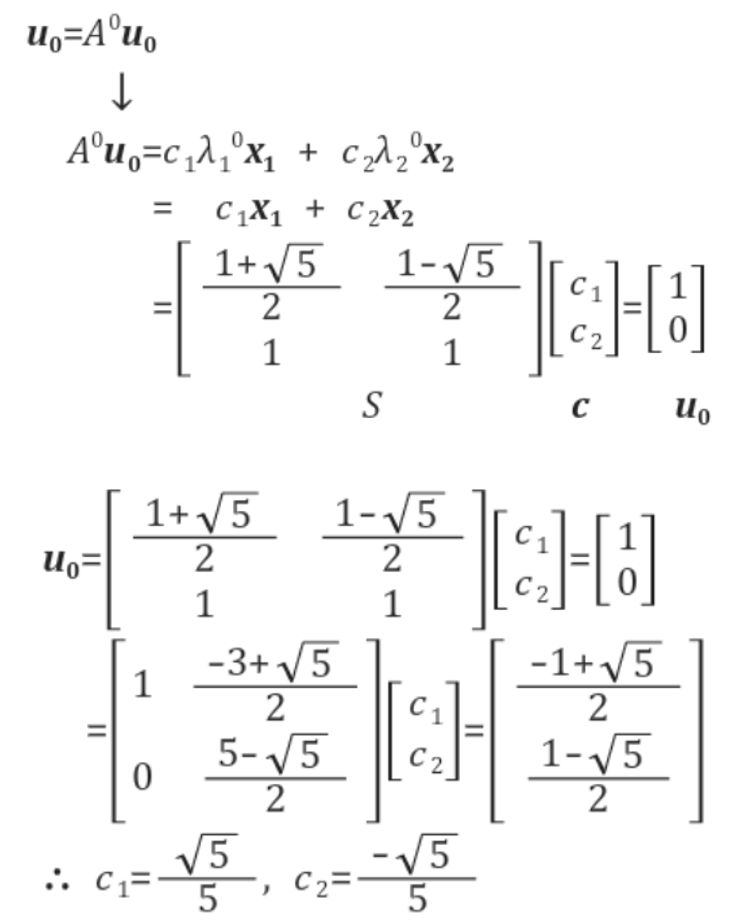 u₀=A⁰u₀
↓
A⁰u₀=c₁λ₁⁰x₁ + c₂λ₂⁰x₂
= c₁x₁ + c₂x₂
=[(1+√5)/2 (1-√5)/2; 1 1][c₁; c₂]=[1; 0]
S c u₀
u₀=[(1+√5)/2 (1-√5)/2; 1 1][c₁; c₂]=[1; 0]
=[1 (-3+√5)/2; 0 (5-√5)/2][c₁; c₂]=[(-1+√5)/2; (1-√5)/2]
∴ c₁=√5/5, c₂=-√5/5